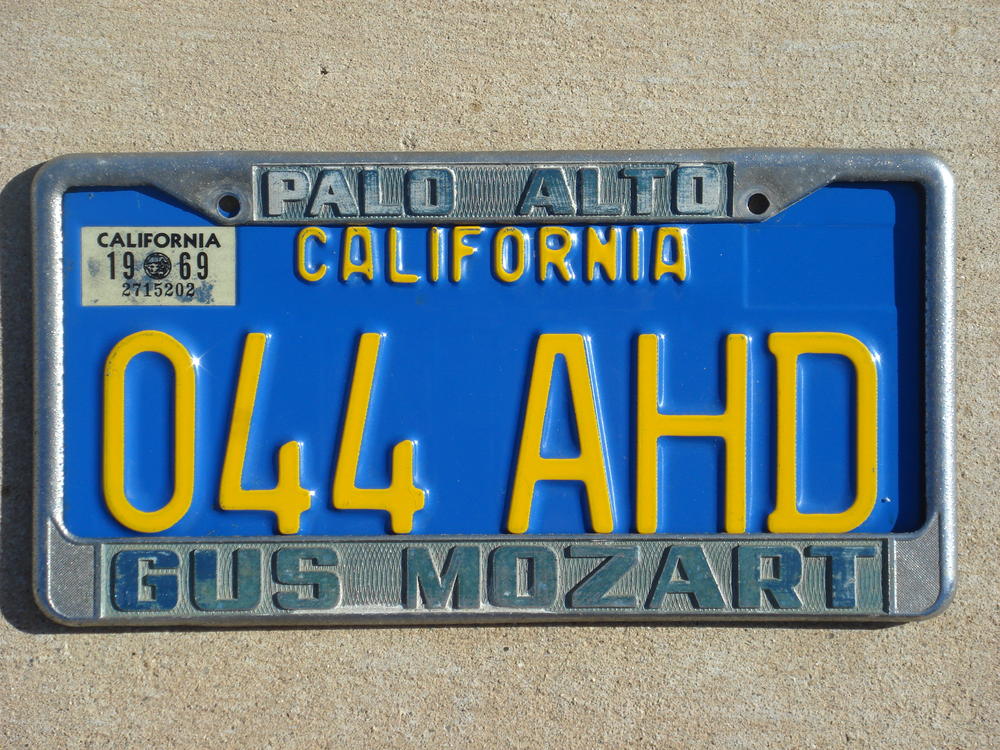 PALO ALTO
CALIFORNIA
CALIFORNIA
19 69
2715202
044 AHD
GUS MOZART